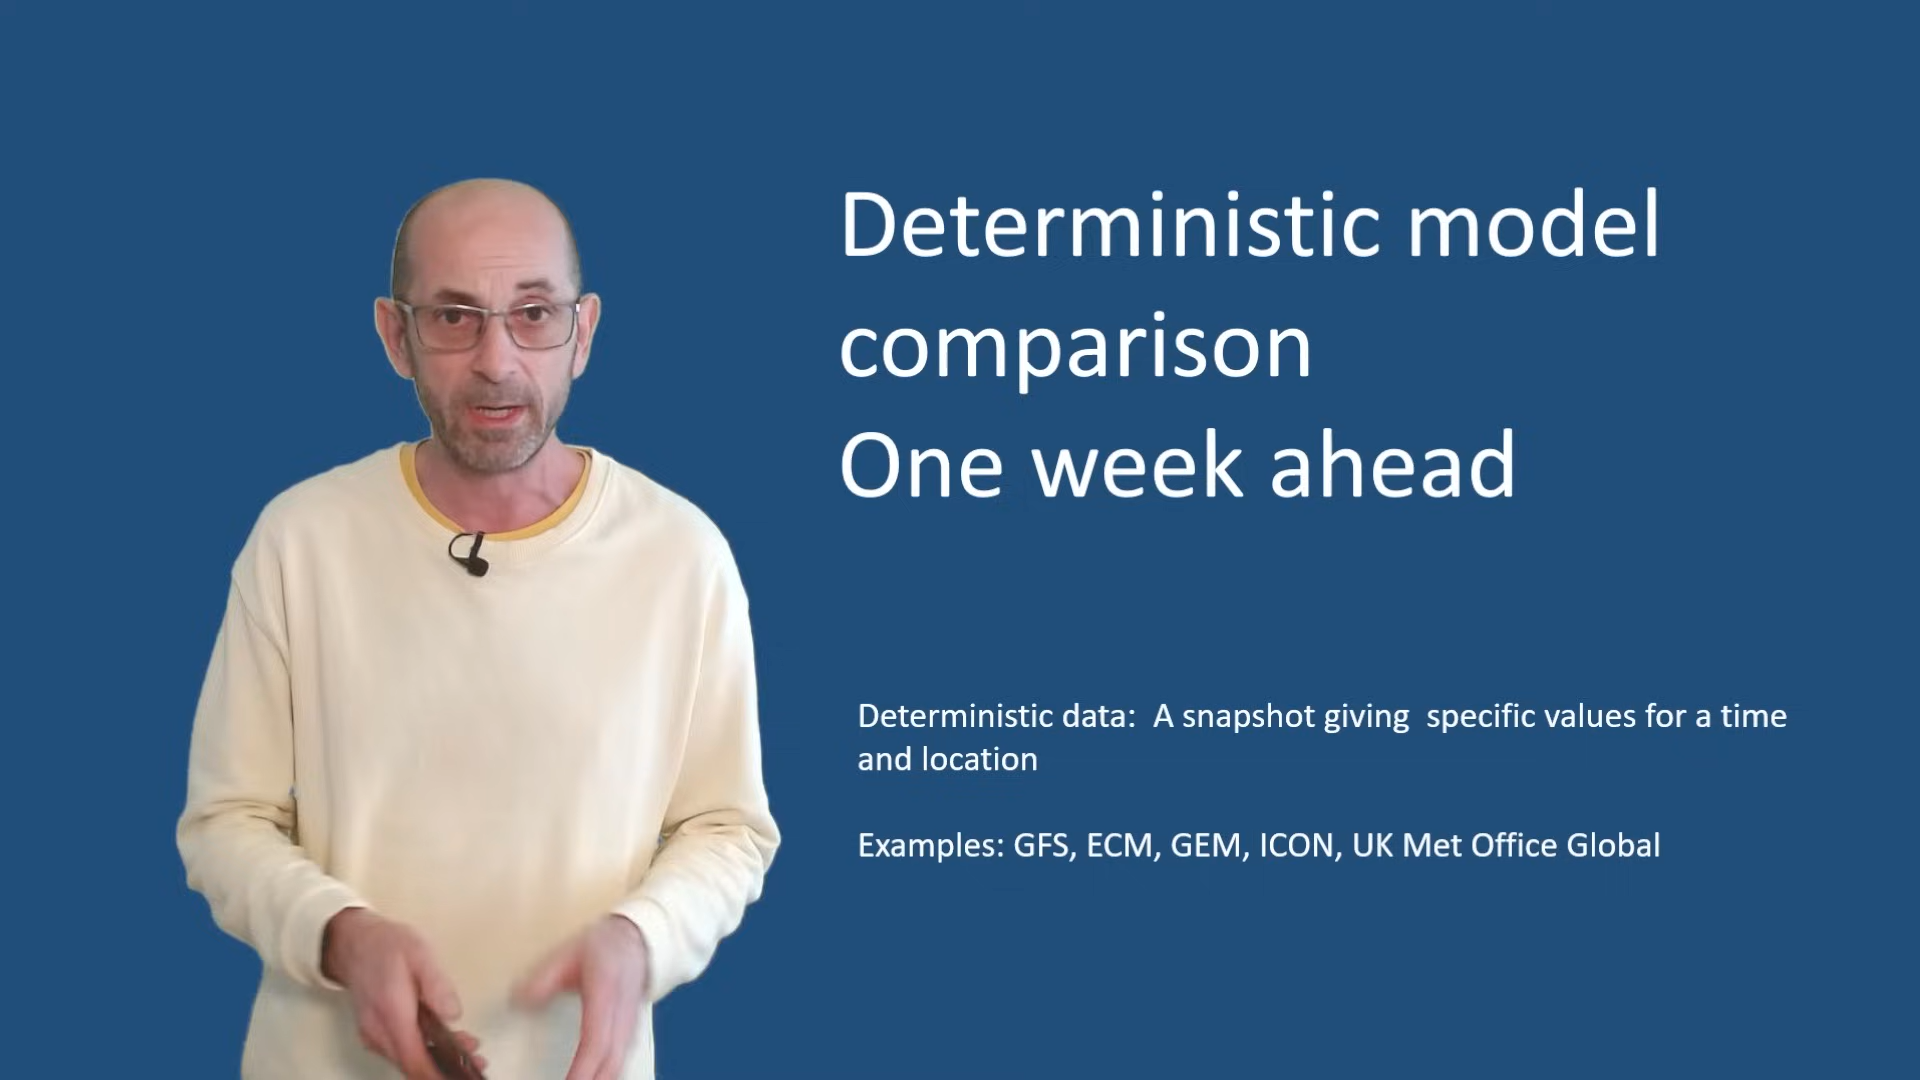 Deterministic model
comparison
One week ahead
Deterministic data:  A snapshot giving  specific values for a time
and location
Examples: GFS, ECM, GEM, ICON, UK Met Office Global